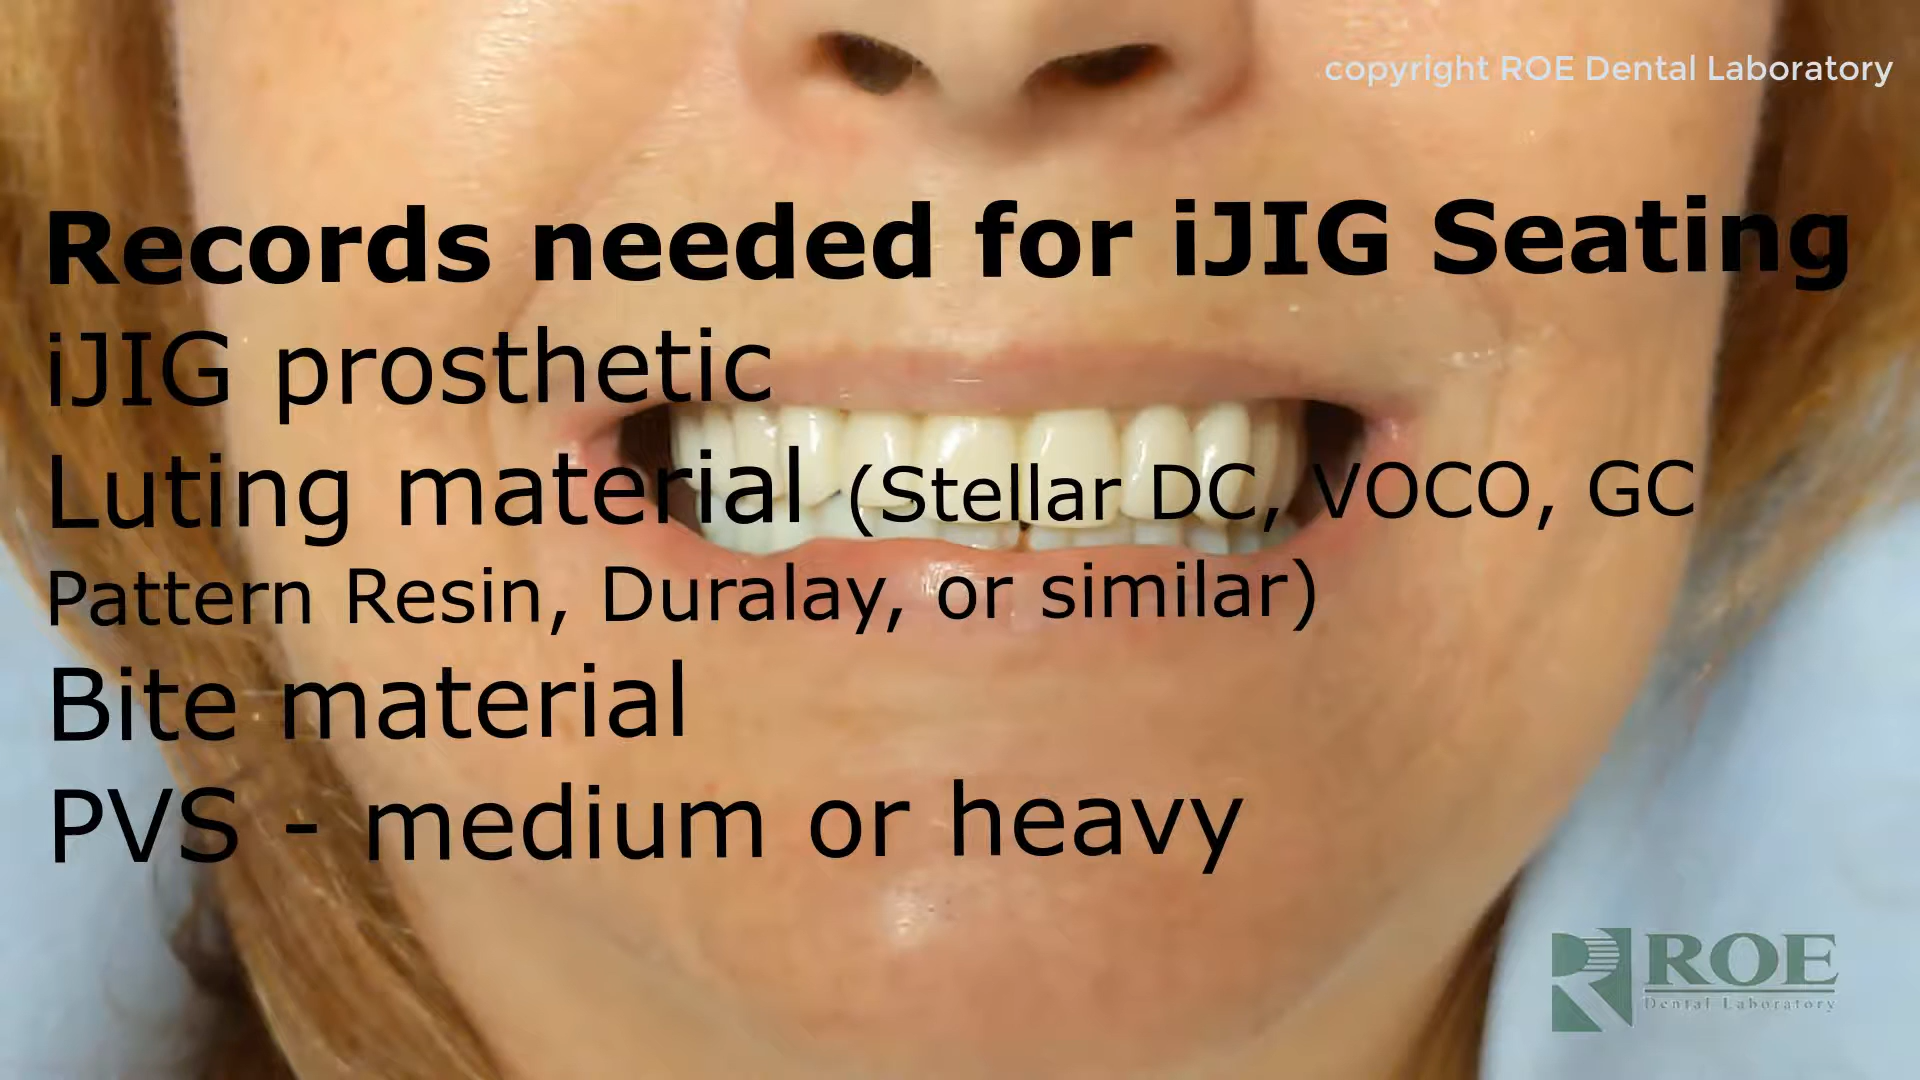 copyright ROE Dental Laboratory
Records needed for iJIG Seating
iJIG prosthetic
Luting material (Stellar DC, VOCO, GC
Pattern Resin, Duralay, or similar)
Bite material
PVS - medium or heavy
ROE
Dental Laboratory